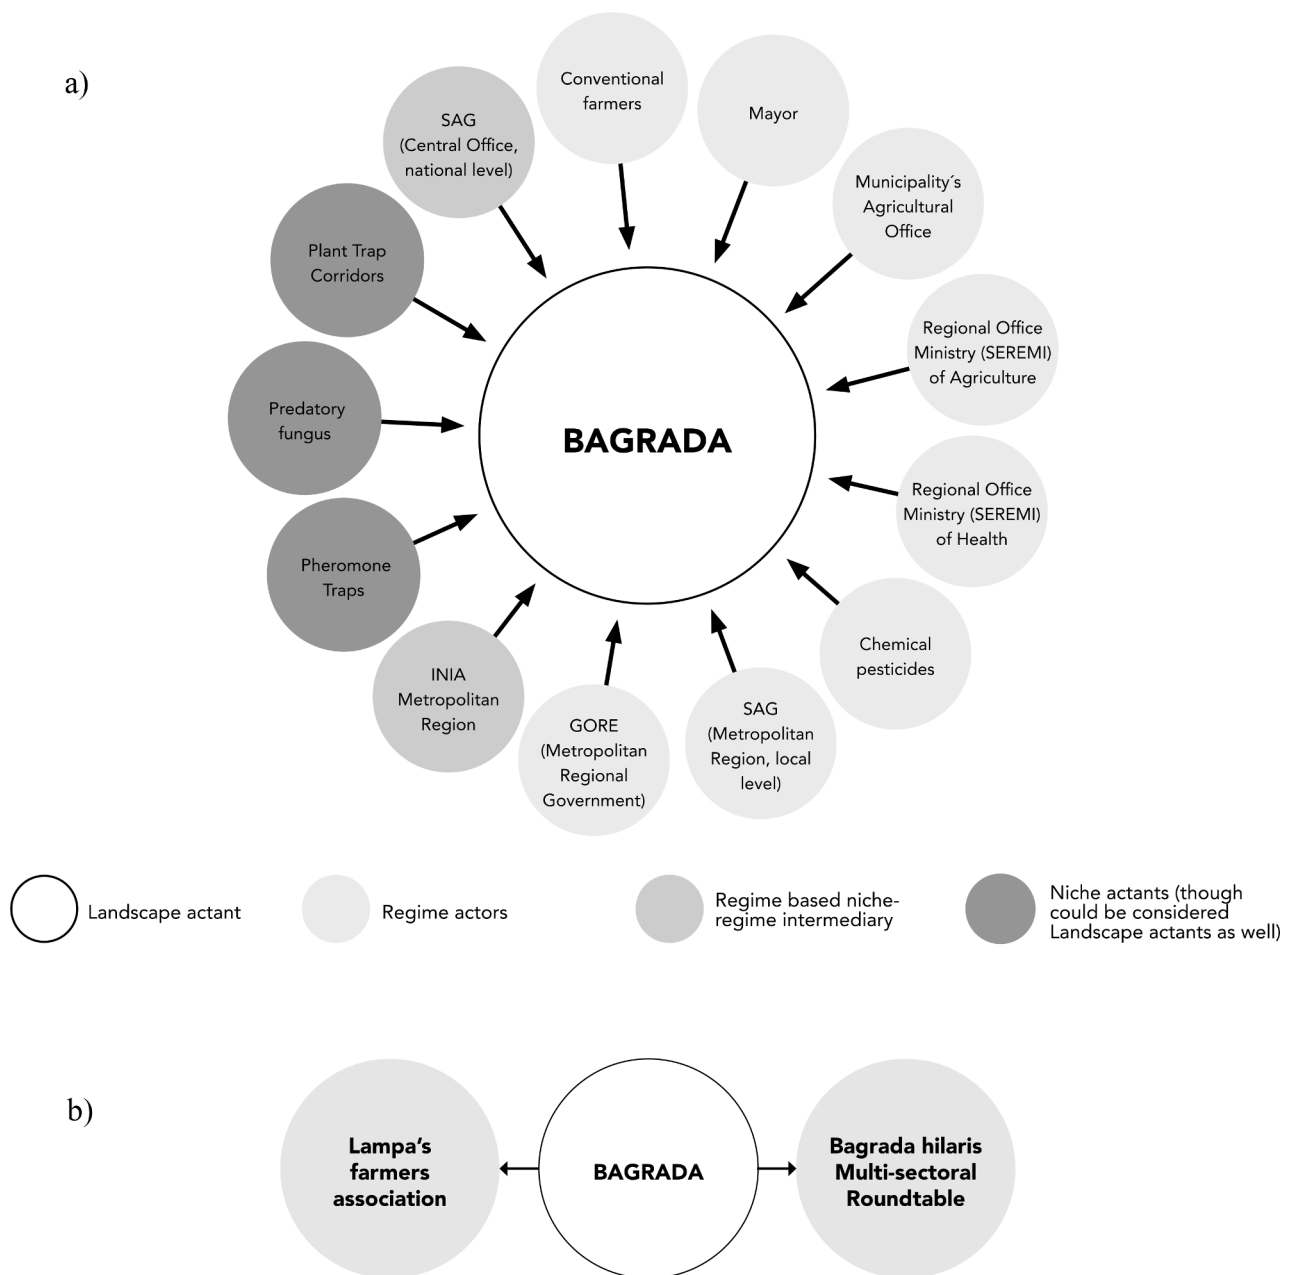 a)
Conventional
farmers
Mayor
Municipality´s
Agricultural
Office
Regional Office
Ministry (SEREMI)
of Agriculture
Regional Office
Ministry (SEREMI)
of Health
Chemical
pesticides
SAG
(Metropolitan
Region, local
level)
GORE
(Metropolitan
Regional
Government)
INIA
Metropolitan
Region
Pheromone
Traps
Predatory
fungus
Plant Trap
Corridors
SAG
(Central Office,
national level)
BAGRADA
Landscape actant
Regime actors
Regime based niche-
regime intermediary
Niche actants (though
could be considered
Landscape actants as well)
b)
Lampa’s
farmers
association
BAGRADA
Bagrada hilaris
Multi-sectoral
Roundtable